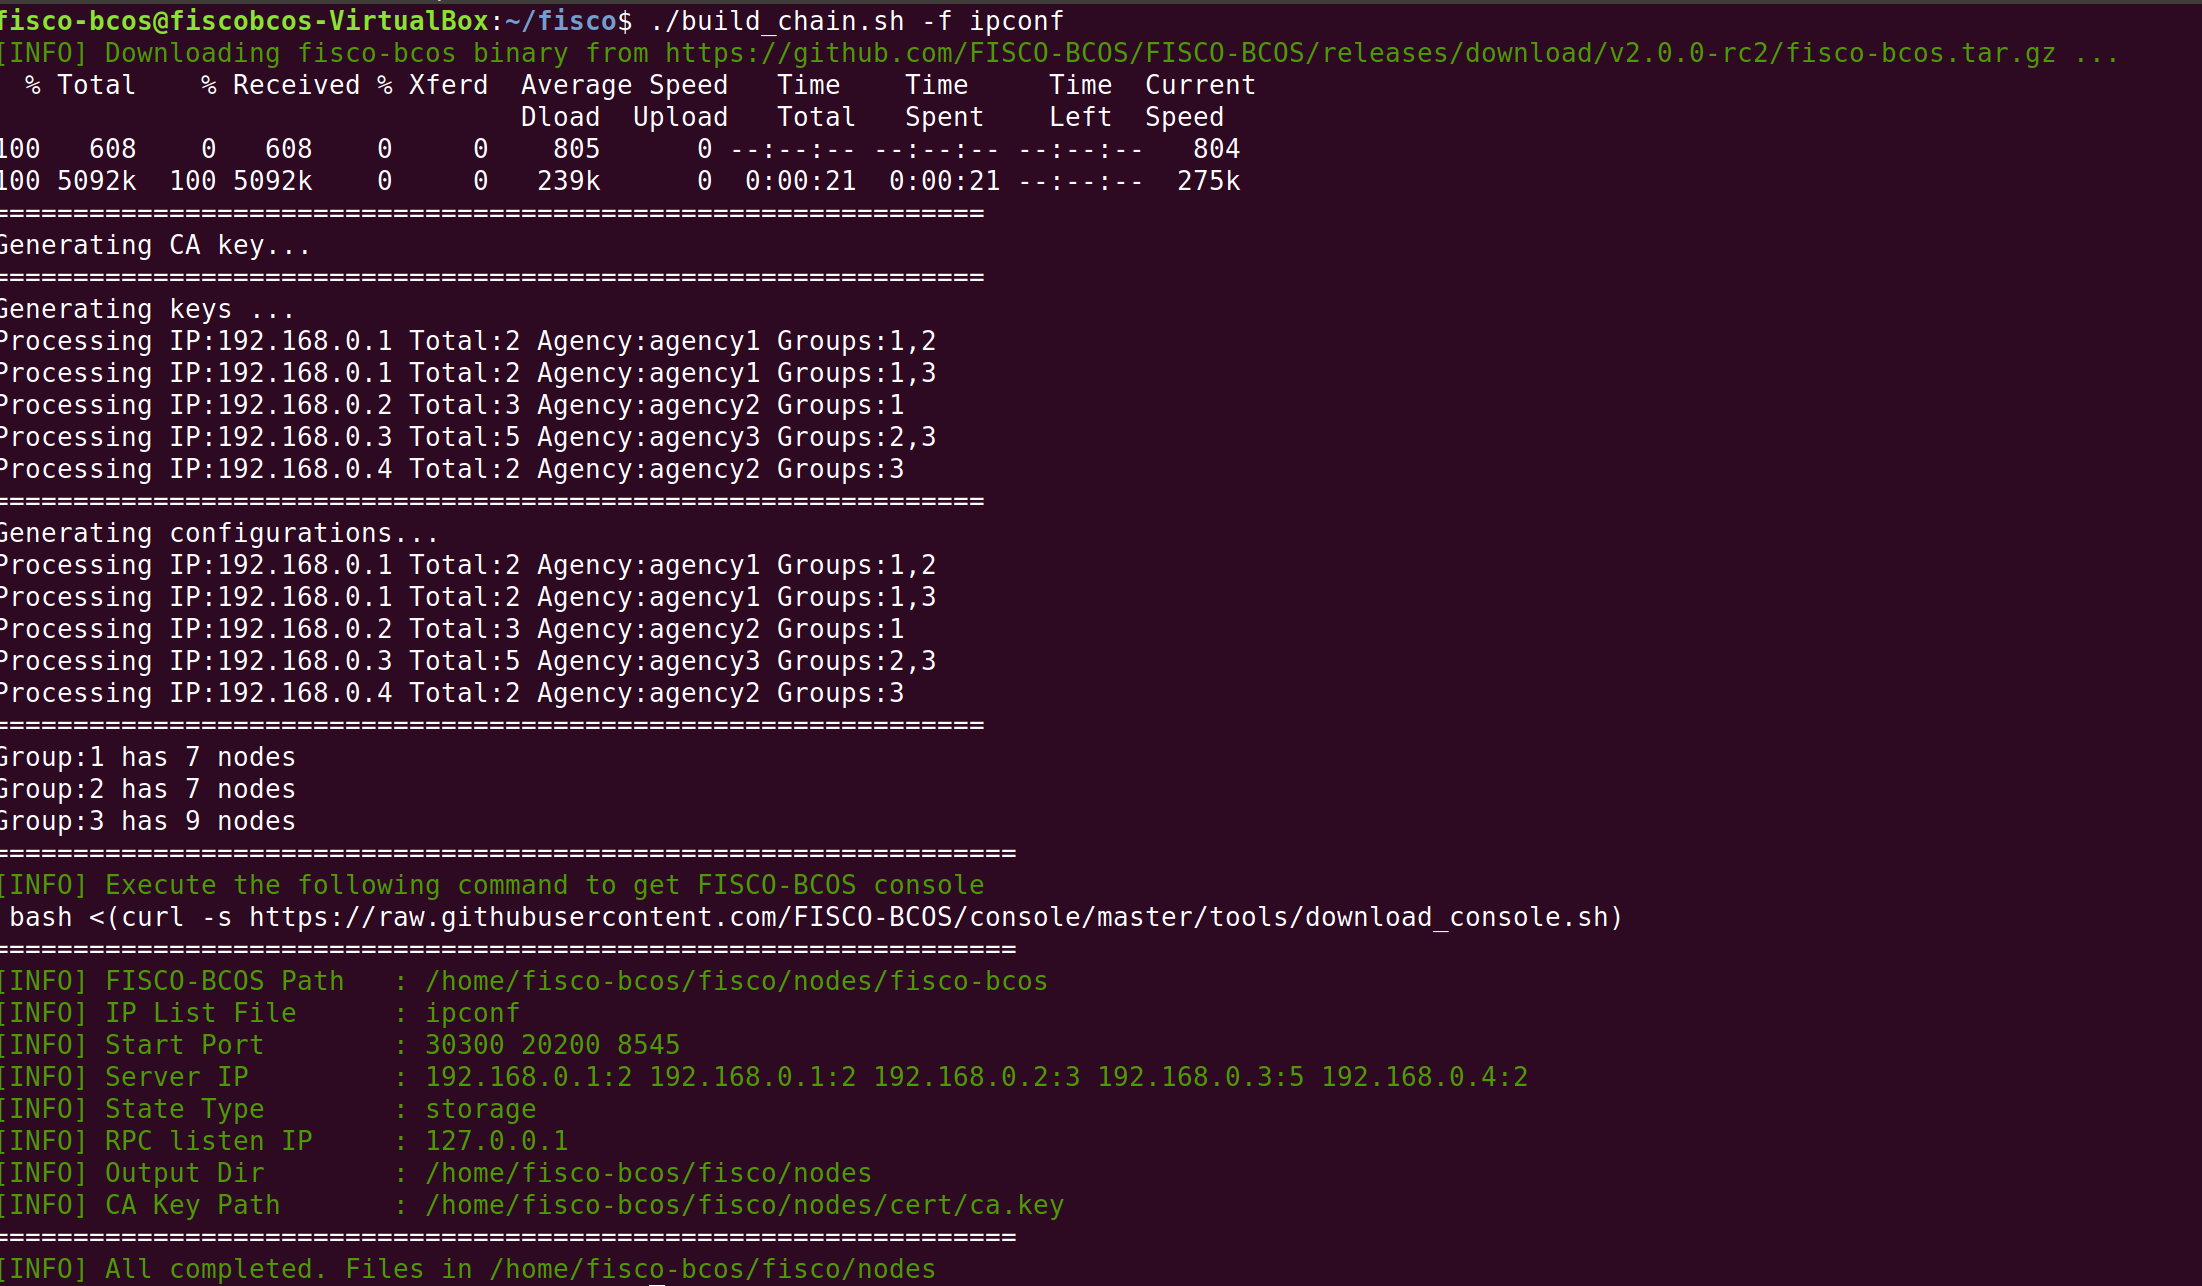 fisco-bcos@fiscobcos-VirtualBox:~/fisco$ ./build_chain.sh -f ipconf
[INFO] Downloading fisco-bcos binary from https://github.com/FISCO-BCOS/FISCO-BCOS/releases/download/v2.0.0-rc2/fisco-bcos.tar.gz ...
  % Total    % Received % Xferd  Average Speed   Time    Time     Time  Current
                                 Dload  Upload   Total   Spent    Left  Speed
100   608    0   608    0     0    805      0 --:--:-- --:--:-- --:--:--   804
100 5092k  100 5092k    0     0   239k      0  0:00:21  0:00:21 --:--:--  275k
==============================================================
Generating CA key...
==============================================================
Generating keys ...
Processing IP:192.168.0.1 Total:2 Agency:agency1 Groups:1,2
Processing IP:192.168.0.1 Total:2 Agency:agency1 Groups:1,3
Processing IP:192.168.0.2 Total:3 Agency:agency2 Groups:1
Processing IP:192.168.0.3 Total:5 Agency:agency3 Groups:2,3
Processing IP:192.168.0.4 Total:2 Agency:agency2 Groups:3
==============================================================
Generating configurations...
Processing IP:192.168.0.1 Total:2 Agency:agency1 Groups:1,2
Processing IP:192.168.0.1 Total:2 Agency:agency1 Groups:1,3
Processing IP:192.168.0.2 Total:3 Agency:agency2 Groups:1
Processing IP:192.168.0.3 Total:5 Agency:agency3 Groups:2,3
Processing IP:192.168.0.4 Total:2 Agency:agency2 Groups:3
==============================================================
Group:1 has 7 nodes
Group:2 has 7 nodes
Group:3 has 9 nodes
================================================================
[INFO] Execute the following command to get FISCO-BCOS console
 bash <(curl -s https://raw.githubusercontent.com/FISCO-BCOS/console/master/tools/download_console.sh)
================================================================
[INFO] FISCO-BCOS Path   : /home/fisco-bcos/fisco/nodes/fisco-bcos
[INFO] IP List File      : ipconf
[INFO] Start Port        : 30300 20200 8545
[INFO] Server IP         : 192.168.0.1:2 192.168.0.1:2 192.168.0.2:3 192.168.0.3:5 192.168.0.4:2
[INFO] State Type        : storage
[INFO] RPC listen IP     : 127.0.0.1
[INFO] Output Dir        : /home/fisco-bcos/fisco/nodes
[INFO] CA Key Path       : /home/fisco-bcos/fisco/nodes/cert/ca.key
================================================================
[INFO] All completed. Files in /home/fisco-bcos/fisco/nodes